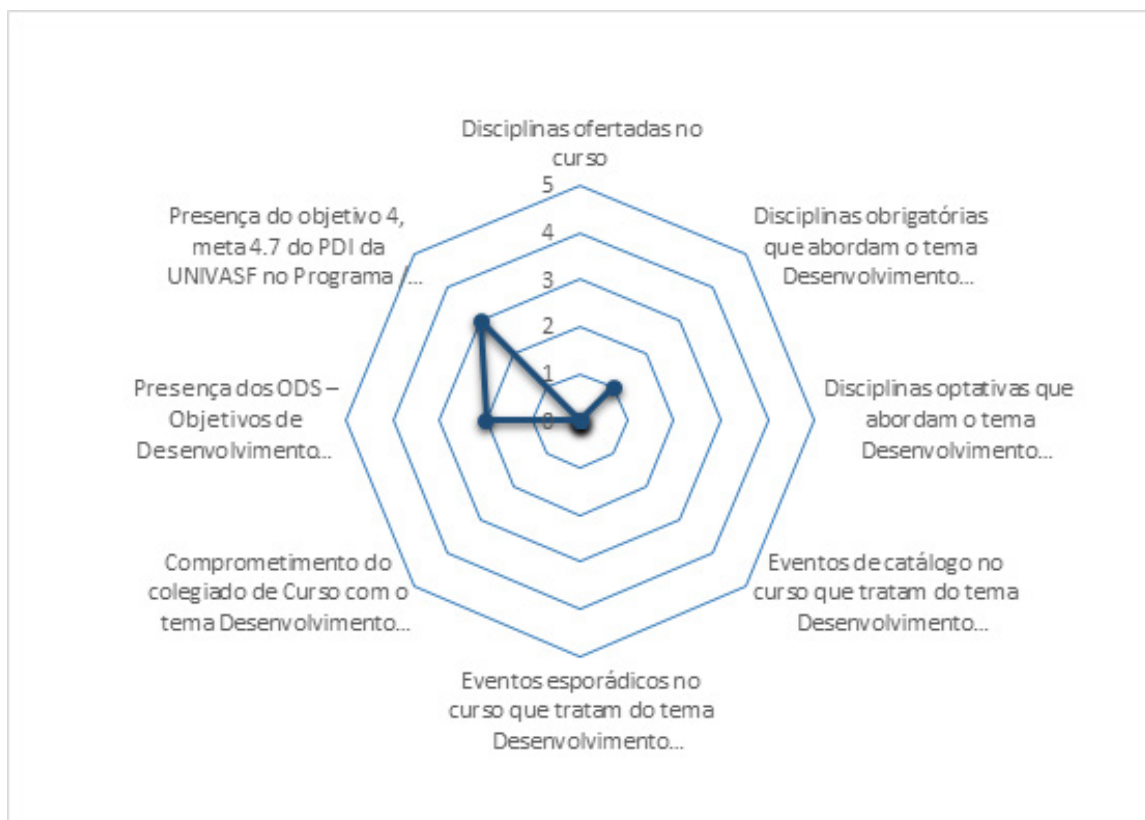 Disciplinas ofertadas no
curso
5
4
3
2
1
0
Disciplinas obrigatórias
que abordam o tema
Desenvolvimento...
Disciplinas optativas que
abordam o tema
Desenvolvimento...
Eventos de catálogo no
curso que tratam do tema
Desenvolvimento...
Eventos esporádicos no
curso que tratam do tema
Desenvolvimento...
Comprometimento do
colegiado de Curso com o
tema Desenvolvimento...
Presença dos ODS –
Objetivos de
Desenvolvimento...
Presença do objetivo 4,
meta 4.7 do PDI da
UNIVASF no Programa /...